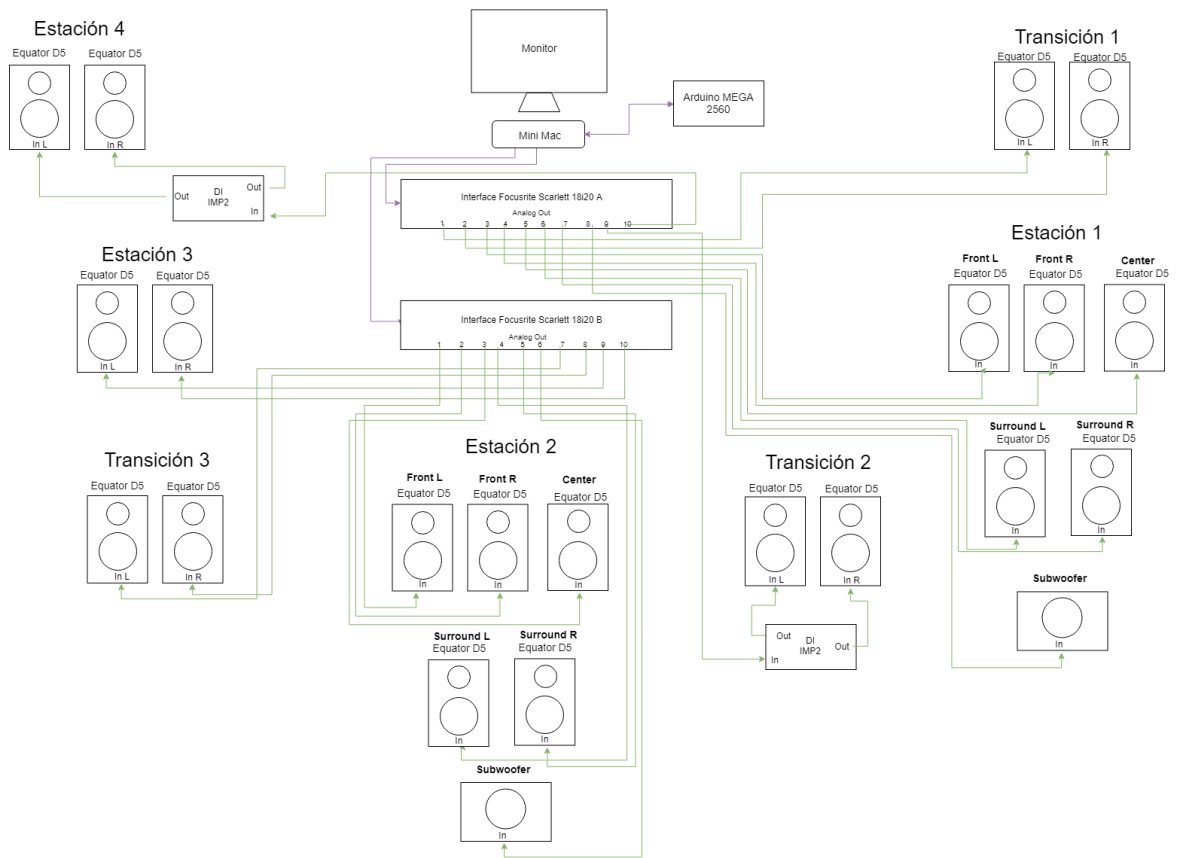 Estación 4
Equator D5
Equator D5
In L
In R
Out
DI
IMP2
Out
In
Monitor
Mini Mac
Arduino MEGA
2560
Transición 1
Equator D5
Equator D5
In L
In R
Interface Focusrite Scarlett 18i20 A
Analog Out
1 2 3 4 5 6 7 8 9 10
Estación 3
Equator D5
Equator D5
In L
In R
Interface Focusrite Scarlett 18i20 B
Analog Out
1 2 3 4 5 6 7 8 9 10
Estación 1
Front L
Equator D5
In
Front R
Equator D5
In
Center
Equator D5
In
Surround L
Equator D5
In
Surround R
Equator D5
In
Subwoofer
In
Transición 3
Equator D5
Equator D5
In L
In R
Estación 2
Front L
Equator D5
In
Front R
Equator D5
In
Center
Equator D5
In
Surround L
Equator D5
In
Surround R
Equator D5
In
Subwoofer
In
Transición 2
Equator D5
Equator D5
In L
In R
Out
DI
IMP2
Out
In